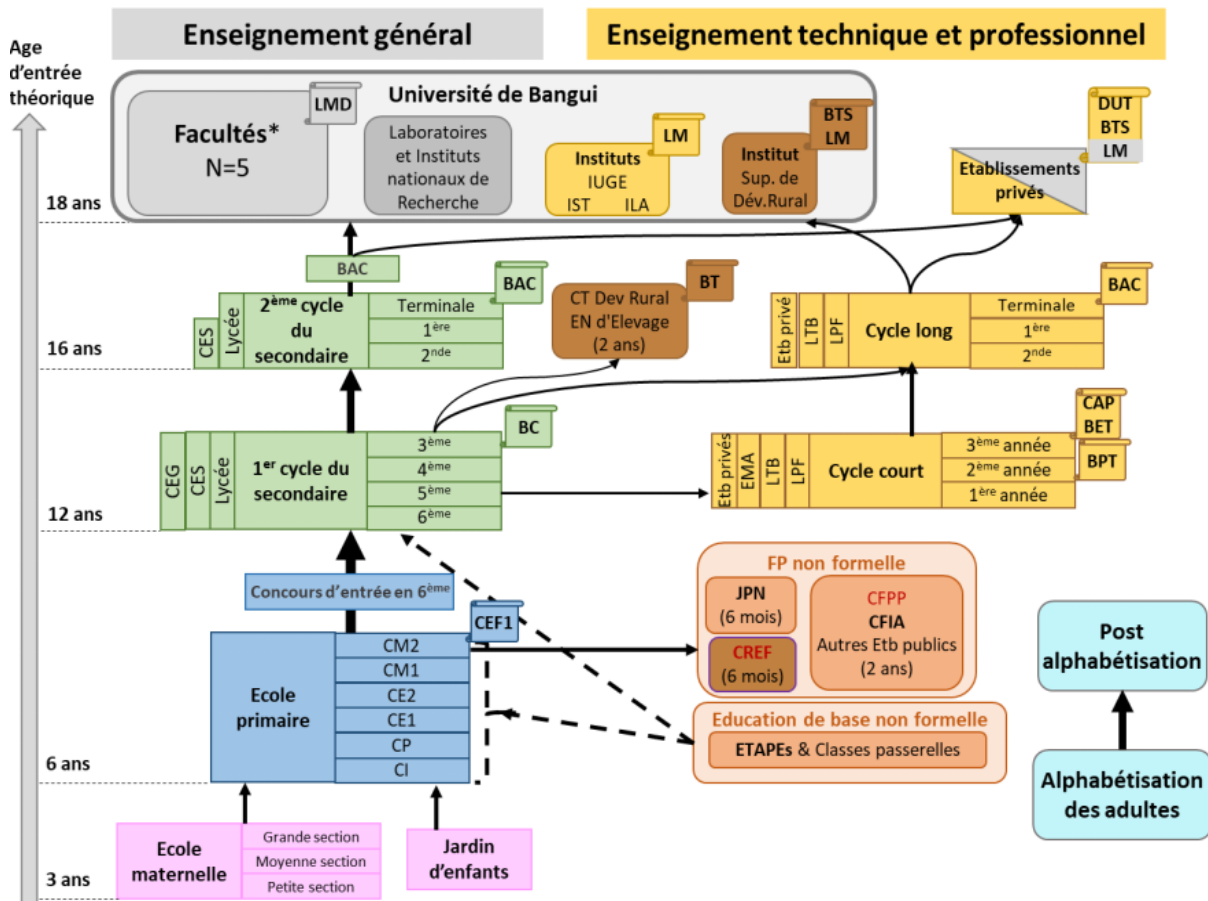 Enseignement général
Enseignement technique et professionnel
Age
d'entrée
théorique
Université de Bangui
Facultés*
N=5
LMD
Laboratoires
et Instituts
nationaux de
Recherche
Instituts
IUGE
IST ILA
LM
Institut
Sup. de
Dév.Rural
BTS
LM
DUT
BTS
LM
Etablissements
privés
18 ans
BAC
CES
Lycée
2ème cycle
du
secondaire
Terminale
1ère
2nde
BAC
CT Dev Rural
EN d'Elevage
(2 ans)
BT
Etb privé
LTB
LPF
Cycle long
Terminale
1ère
2nd
BAC
16 ans
CEG
CES
Lycée
1er cycle du
secondaire
3ème
4ème
5ème
6ème
BC
Etb privés
EMA
LTB
LPF
Cycle court
3ème année
2ème année
1ère année
CAP
BET
BPT
12 ans
Concours d'entrée en 6ème
CEF1
Ecole
primaire
CM2
CM1
CE2
CE1
CP
CI
FP non formelle
JPN
(6 mois)
CREF
(6 mois)
CFPP
CFIA
Autres Etb publics
(2 ans)
Education de base non formelle
ETAPEs & Classes passerelles
Post
alphabétisation
Alphabétisation
des adultes
6 ans
Ecole
maternelle
Grande section
Moyenne section
Petite section
Jardin
d'enfants
3 ans